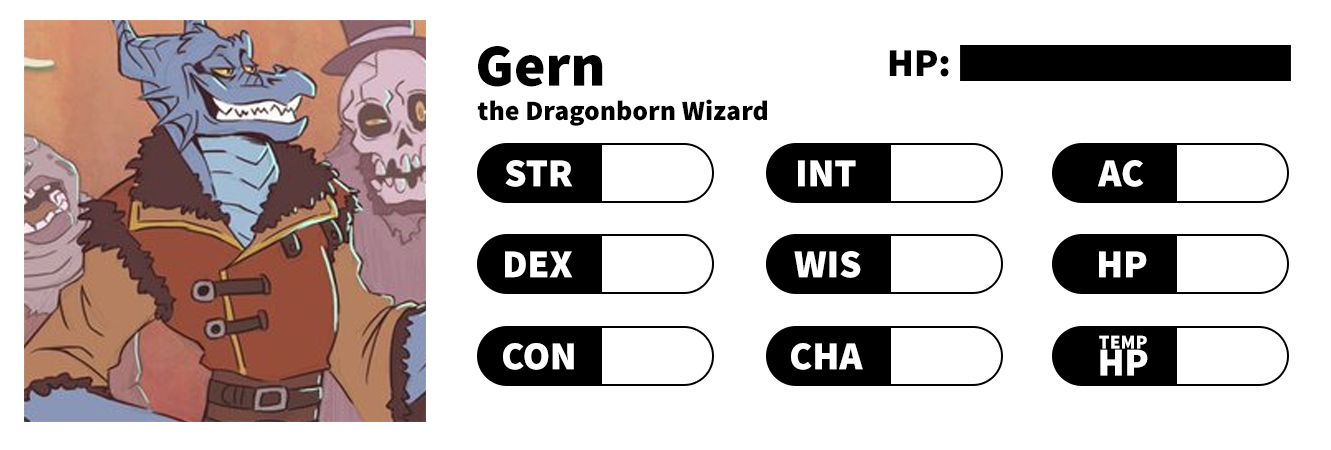 Gern
HP:
the Dragonborn Wizard
STR
INT
AC
DEX
WIS
HP
CON
CHA
TEMP
HP